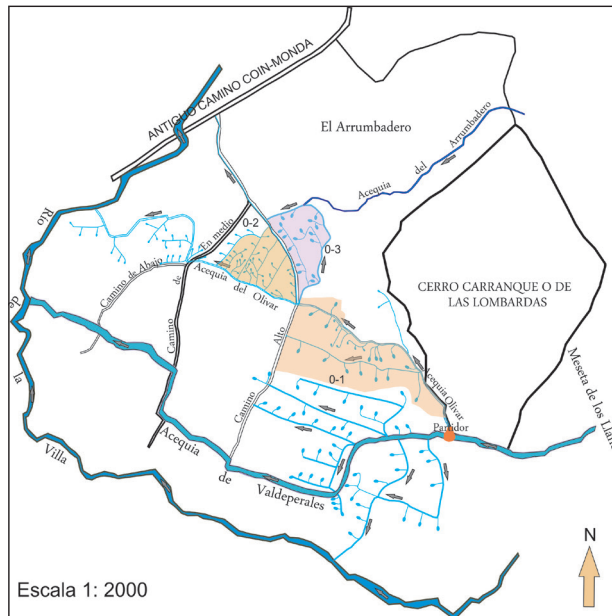 ANTIGUO CAMINO COIN-MONDA
El Arrumbadero
Acequia del Arrumbadero
Río de la Villa
0-2
En medio
0-3
Camino de Abajo
Acequia del Olivar
CERRO CARRANQUE O DE
LAS LOMBARDAS
Camino de
Camino Alto
0-1
Acequia Olivar
Meseta de los Llan
Partidor
Acequia de Valdeperales
N
Escala 1: 2000